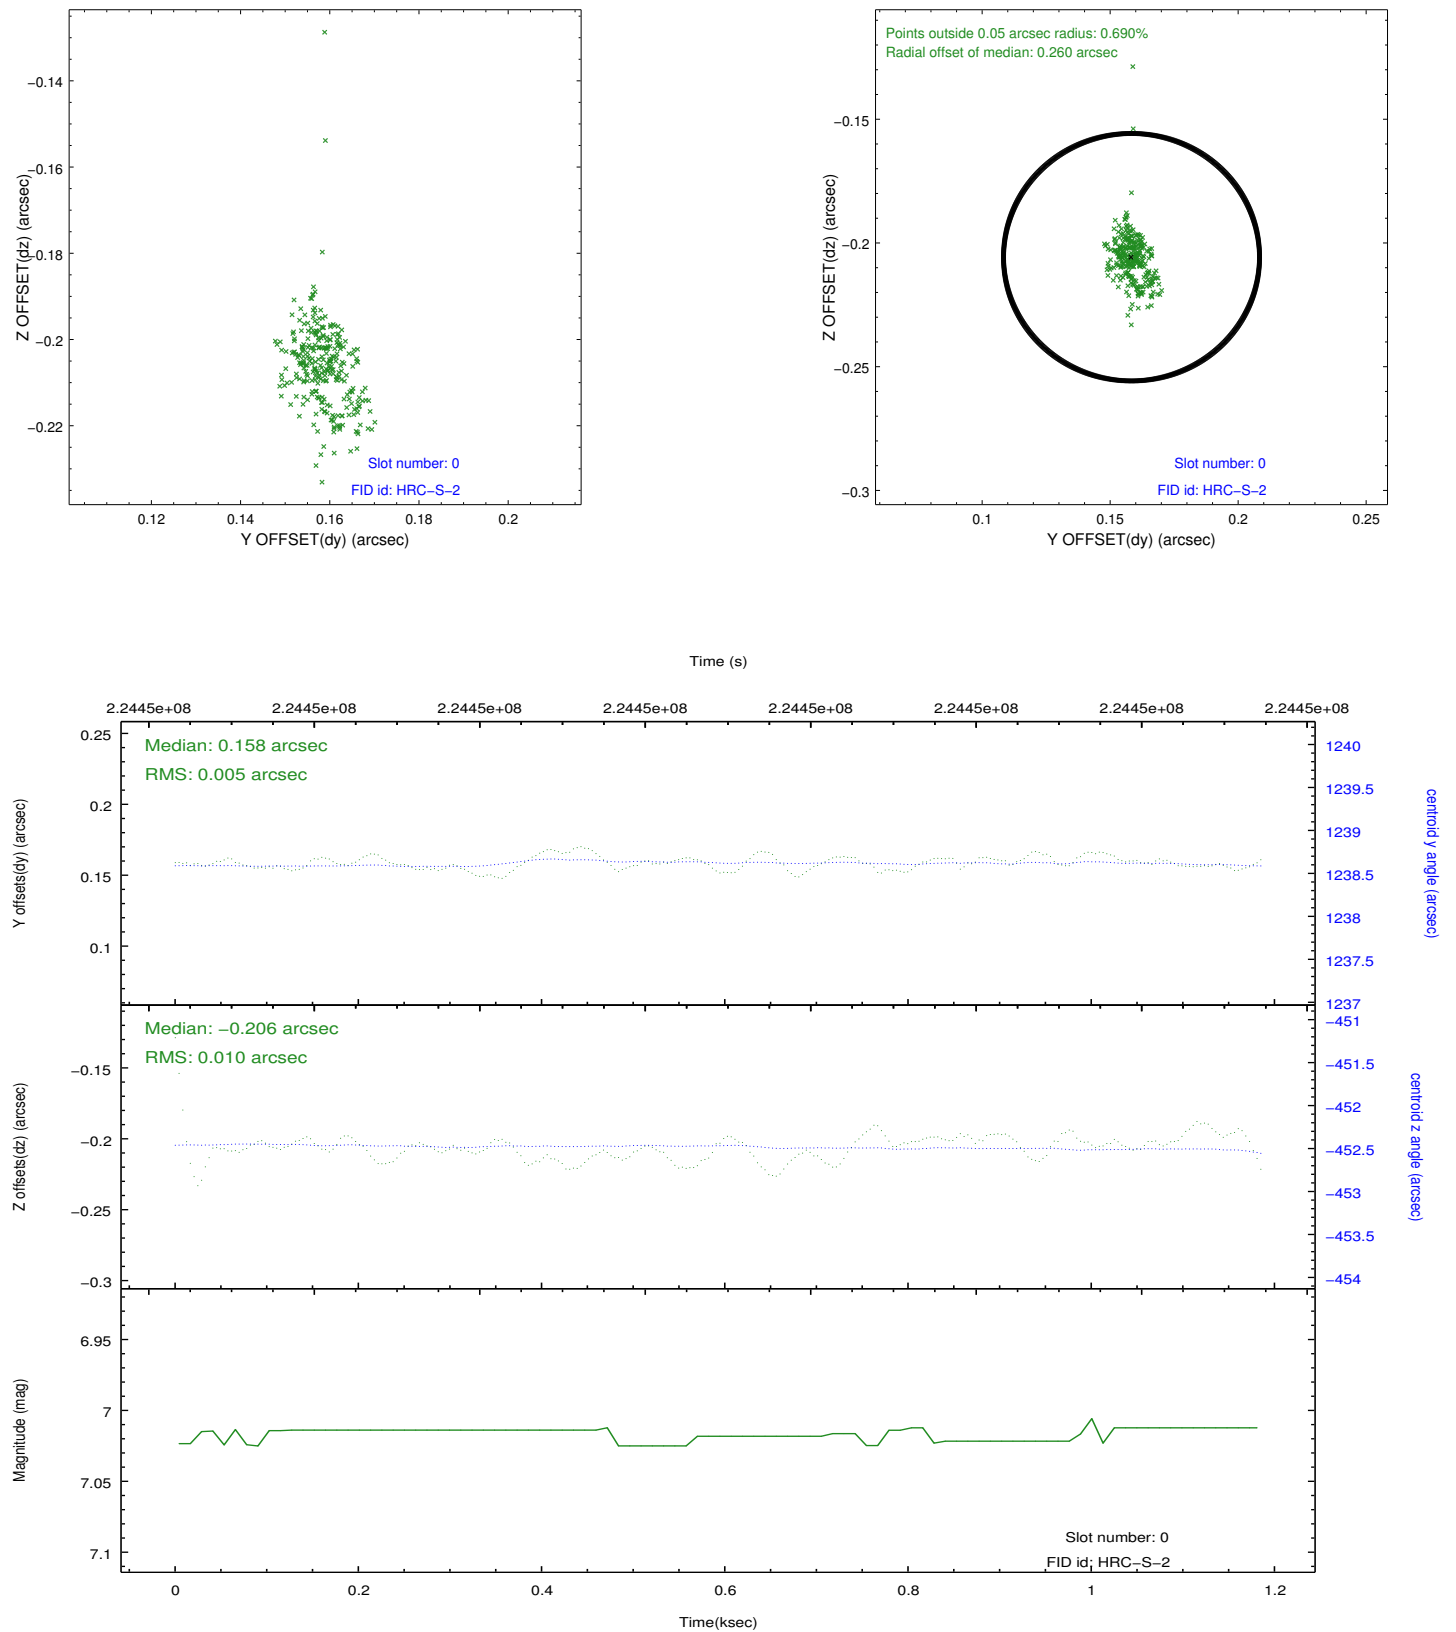 −0.14
−0.16
−0.18
−0.2
−0.22
Z OFFSET(dz) (arcsec)
0.12 0.14 0.16 0.18 0.2
Y OFFSET(dy) (arcsec)
Slot number: 0
FID id: HRC−S−2
Points outside 0.05 arcsec radius: 0.690%
Radial offset of median: 0.260 arcsec
−0.15
−0.2
−0.25
−0.3
Z OFFSET(dz) (arcsec)
0.1 0.15 0.2 0.25
Y OFFSET(dy) (arcsec)
Slot number: 0
FID id: HRC−S−2
Time (s)
2.2445e+08 2.2445e+08 2.2445e+08 2.2445e+08 2.2445e+08 2.2445e+08 2.2445e+08 2.2445e+08
Median: 0.158 arcsec
RMS: 0.005 arcsec
0.25
0.2
0.15
0.1
Y offsets(dy) (arcsec)
1240
1239.5
1239
1238.5
1238
1237.5
1237
centroid y angle (arcsec)
Median: −0.206 arcsec
RMS: 0.010 arcsec
−0.15
−0.2
−0.25
−0.3
Z offsets(dz) (arcsec)
−451
−451.5
−452
−452.5
−453
−453.5
−454
centroid z angle (arcsec)
6.95
7
7.05
7.1
Magnitude (mag)
Slot number: 0
FID id: HRC−S−2
0 0.2 0.4 0.6 0.8 1 1.2
Time(ksec)